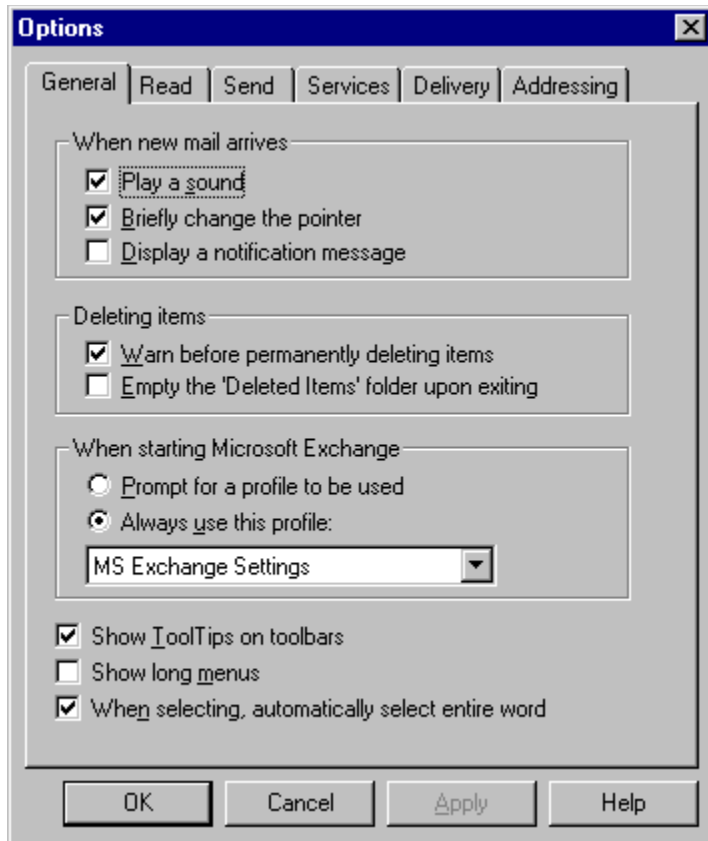 Options
General Read Send Services Delivery Addressing
When new mail arrives
Play a sound
Briefly change the pointer
Display a notification message
Deleting items
Warn before permanently deleting items
Empty the 'Deleted Items' folder upon exiting
When starting Microsoft Exchange
Prompt for a profile to be used
Always use this profile:
MS Exchange Settings
Show ToolTips on toolbars
Show long menus
When selecting, automatically select entire word
OK Cancel Apply Help